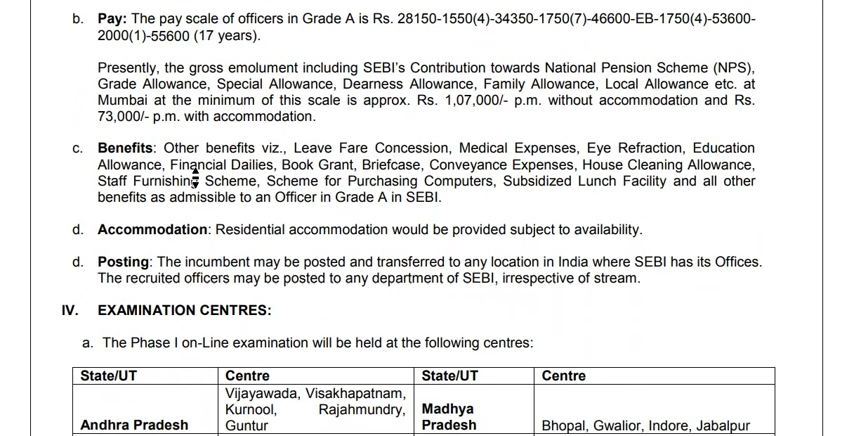 b. Pay: The pay scale of officers in Grade A is Rs. 28150-1550(4)-34350-1750(7)-46600-EB-1750(4)-53600-
2000(1)-55600 (17 years).
Presently, the gross emolument including SEBI's Contribution towards National Pension Scheme (NPS),
Grade Allowance, Special Allowance, Dearness Allowance, Family Allowance, Local Allowance etc. at
Mumbai at the minimum of this scale is approx. Rs. 1,07,000/- p.m. without accommodation and Rs.
73,000/- p.m. with accommodation.
c. Benefits: Other benefits viz., Leave Fare Concession, Medical Expenses, Eye Refraction, Education
Allowance, Financial Dailies, Book Grant, Briefcase, Conveyance Expenses, House Cleaning Allowance,
Staff Furnishing Scheme, Scheme for Purchasing Computers, Subsidized Lunch Facility and all other
benefits as admissible to an Officer in Grade A in SEBI.
d. Accommodation: Residential accommodation would be provided subject to availability.
d. Posting: The incumbent may be posted and transferred to any location in India where SEBI has its Offices.
The recruited officers may be posted to any department of SEBI, irrespective of stream.
IV. EXAMINATION CENTRES:
a. The Phase I on-Line examination will be held at the following centres:
State/UT Centre State/UT Centre
Vijayawada, Visakhapatnam,
Kurnool, Rajahmundry, Madhya
Andhra Pradesh Guntur Pradesh Bhopal, Gwalior, Indore, Jabalpur